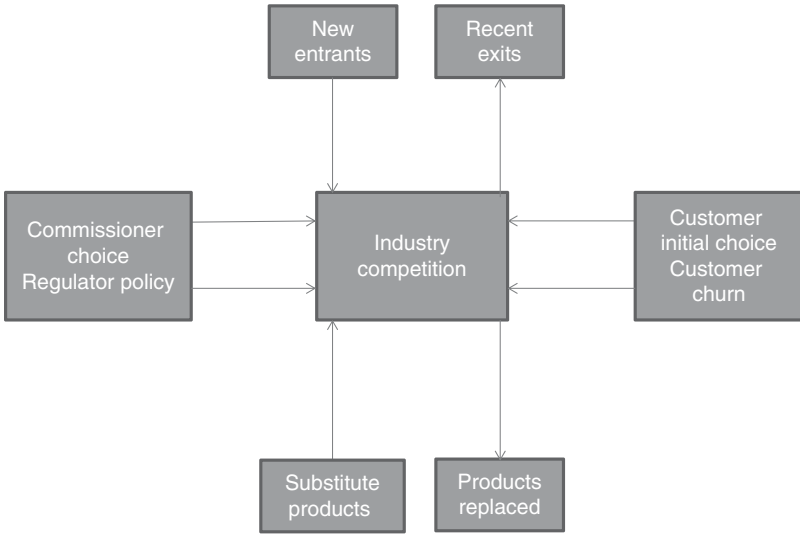 New
entrants
Recent
exits
Commissioner
choice
Regulator policy
Industry
competition
Customer
initial choice
Customer
churn
Substitute
products
Products
replaced